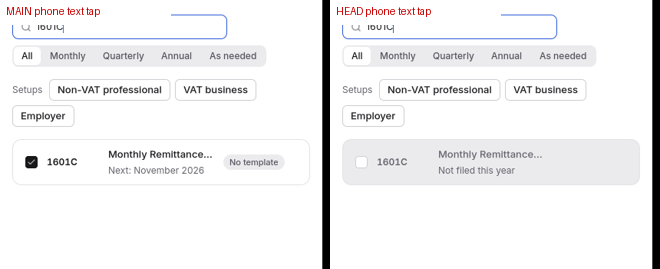 MAIN phone text tap
1601C
All Monthly Quarterly Annual As needed
Setups Non-VAT professional VAT business
Employer
1601C Monthly Remittance... No template
Next: November 2026
HEAD phone text tap
1601C
All Monthly Quarterly Annual As needed
Setups Non-VAT professional VAT business
Employer
1601C Monthly Remittance...
Not filed this year